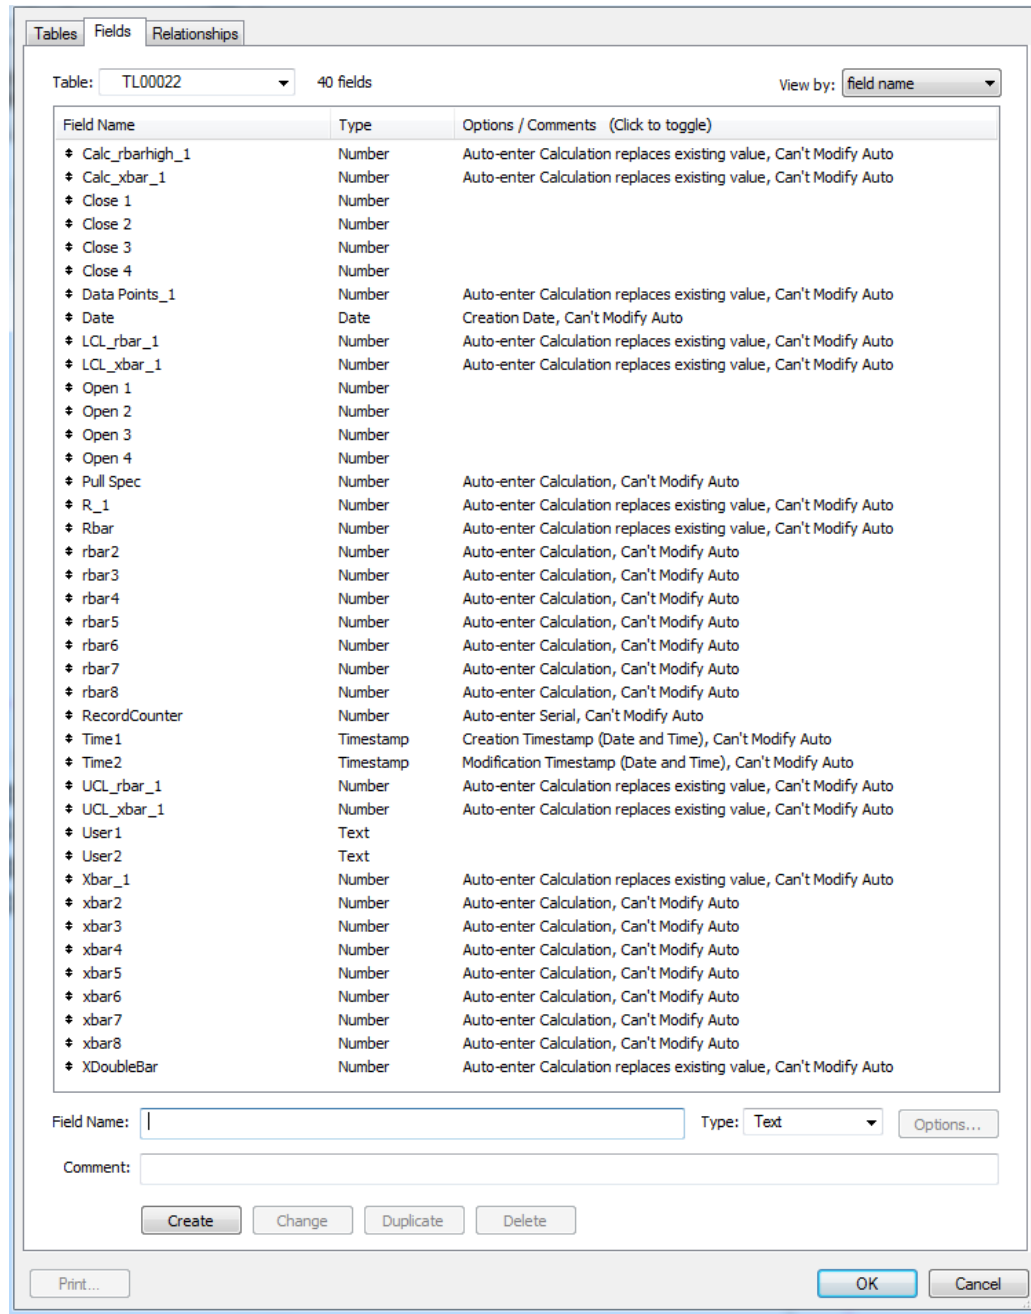 Tables Fields Relationships
Table: TL00022 40 fields View by: field name
Field Name Type Options / Comments (Click to toggle)
Calc_rbarhigh_1 Number Auto-enter Calculation replaces existing value, Can't Modify Auto
Calc_xbar_1 Number Auto-enter Calculation replaces existing value, Can't Modify Auto
Close 1 Number
Close 2 Number
Close 3 Number
Close 4 Number
Data Points_1 Number Auto-enter Calculation replaces existing value, Can't Modify Auto
Date Date Creation Date, Can't Modify Auto
LCL_rbar_1 Number Auto-enter Calculation replaces existing value, Can't Modify Auto
LCL_xbar_1 Number Auto-enter Calculation replaces existing value, Can't Modify Auto
Open 1 Number
Open 2 Number
Open 3 Number
Open 4 Number
Pull Spec Number Auto-enter Calculation, Can't Modify Auto
R_1 Number Auto-enter Calculation replaces existing value, Can't Modify Auto
Rbar Number Auto-enter Calculation replaces existing value, Can't Modify Auto
rbar2 Number Auto-enter Calculation, Can't Modify Auto
rbar3 Number Auto-enter Calculation, Can't Modify Auto
rbar4 Number Auto-enter Calculation, Can't Modify Auto
rbar5 Number Auto-enter Calculation, Can't Modify Auto
rbar6 Number Auto-enter Calculation, Can't Modify Auto
rbar7 Number Auto-enter Calculation, Can't Modify Auto
rbar8 Number Auto-enter Calculation, Can't Modify Auto
RecordCounter Number Auto-enter Serial, Can't Modify Auto
Time1 Timestamp Creation Timestamp (Date and Time), Can't Modify Auto
Time2 Timestamp Modification Timestamp (Date and Time), Can't Modify Auto
UCL_rbar_1 Number Auto-enter Calculation replaces existing value, Can't Modify Auto
UCL_xbar_1 Number Auto-enter Calculation replaces existing value, Can't Modify Auto
User1 Text
User2 Text
Xbar_1 Number Auto-enter Calculation replaces existing value, Can't Modify Auto
xbar2 Number Auto-enter Calculation, Can't Modify Auto
xbar3 Number Auto-enter Calculation, Can't Modify Auto
xbar4 Number Auto-enter Calculation, Can't Modify Auto
xbar5 Number Auto-enter Calculation, Can't Modify Auto
xbar6 Number Auto-enter Calculation, Can't Modify Auto
xbar7 Number Auto-enter Calculation, Can't Modify Auto
xbar8 Number Auto-enter Calculation, Can't Modify Auto
XDoubleBar Number Auto-enter Calculation replaces existing value, Can't Modify Auto
Field Name: Type: Text Options...
Comment:
Create Change Duplicate Delete
Print... OK Cancel